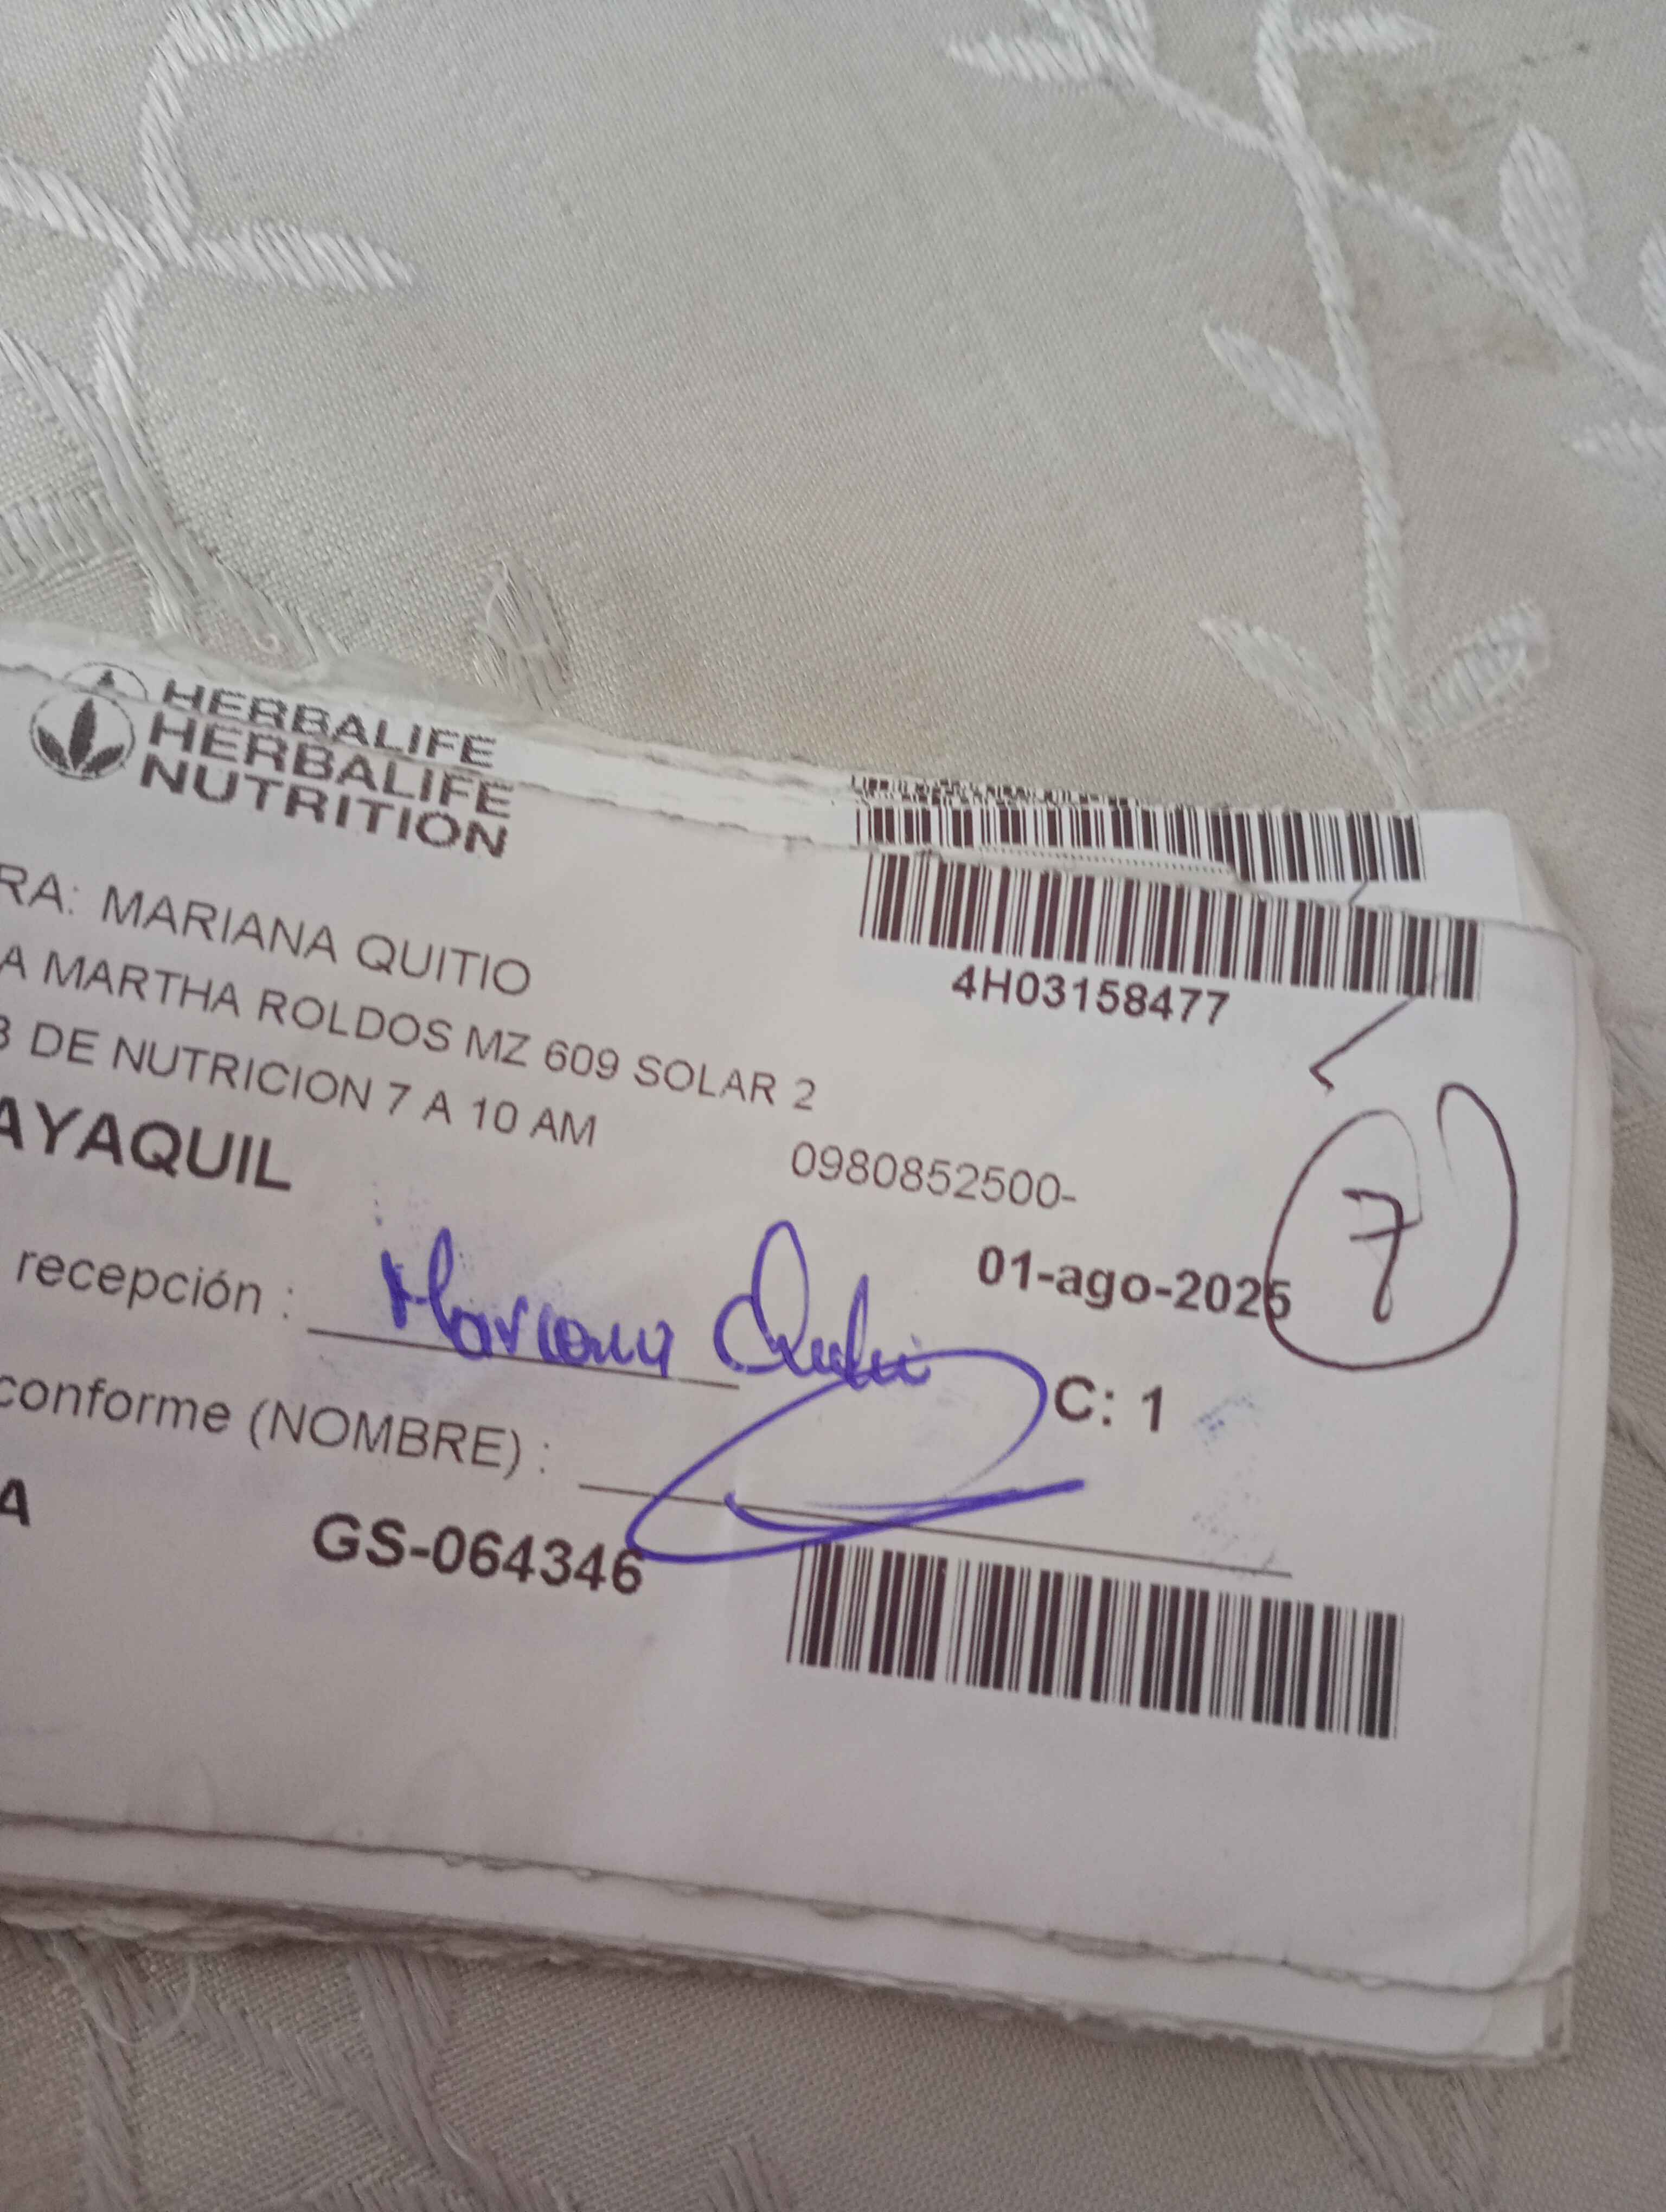 HERBALIFE
HERBALIFE
NUTRITION
RA: MARIANA QUITIO
4H03158477
A MARTHA ROLDOS MZ 609 SOLAR 2
B DE NUTRICION 7 A 10 AM
AYAQUIL
0980852500-
7
01-ago-2025
recepción : Mariana
C: 1
conforme (NOMBRE) :
A
GS-064346